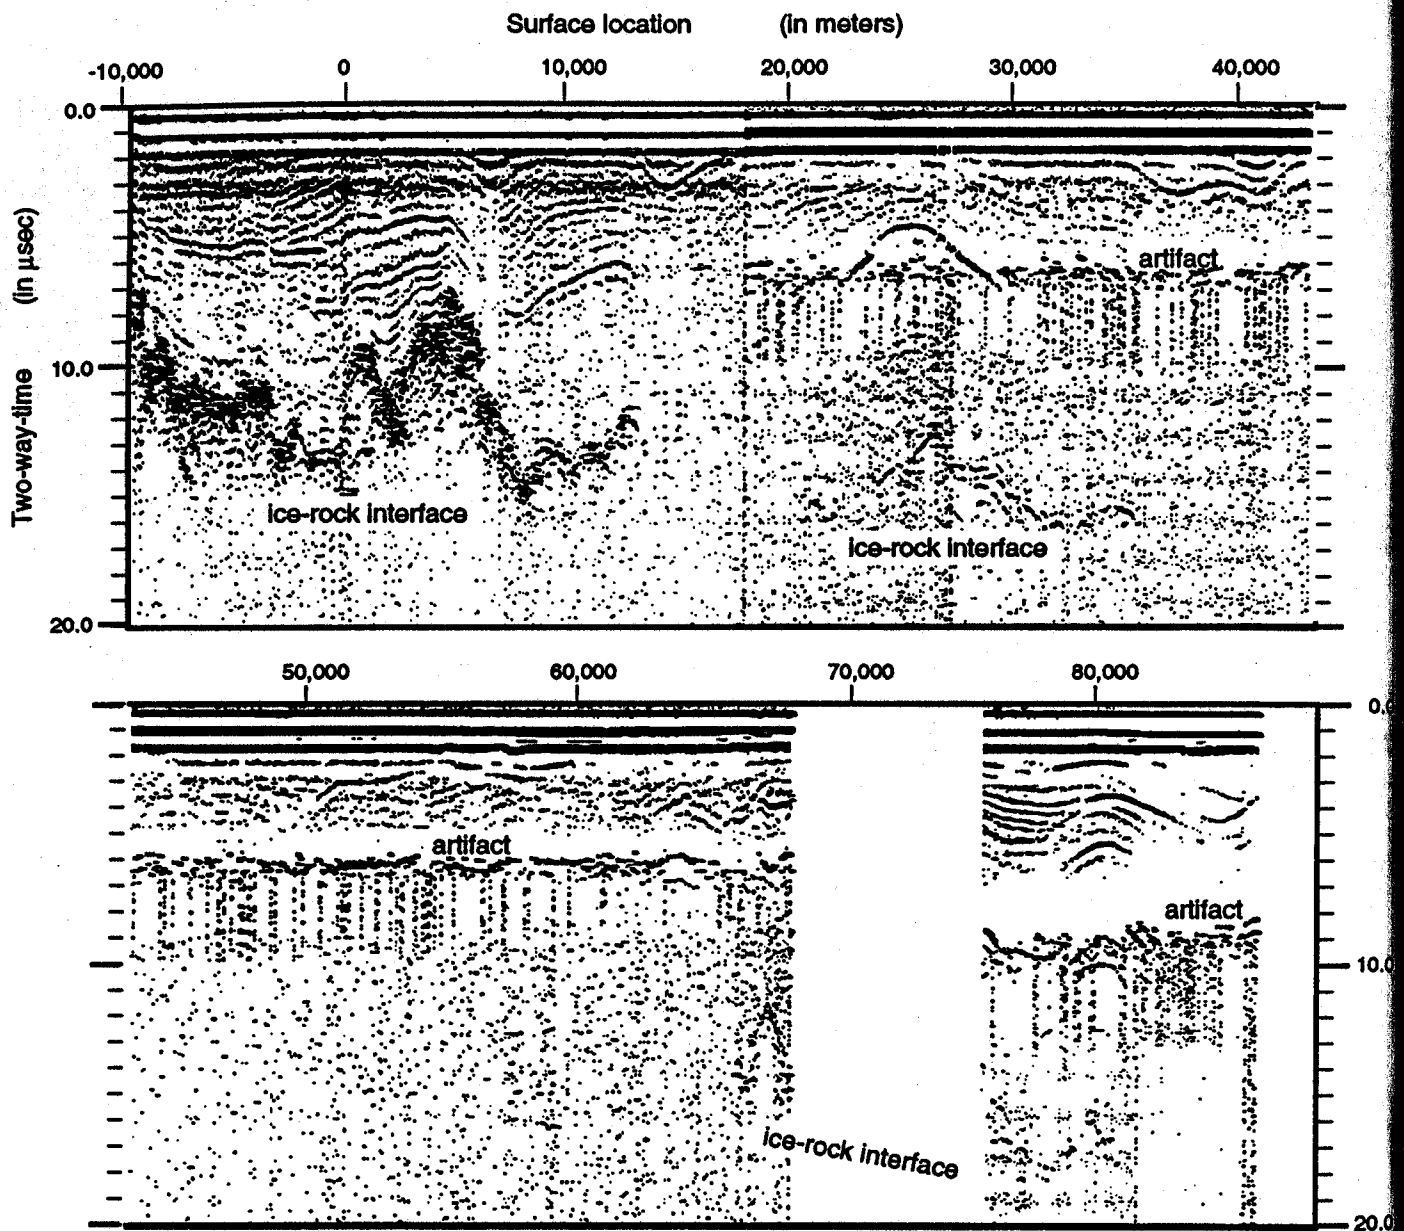 Surface location (in meters)
-10,000 0 10,000 20,000 30,000 40,000
0.0
Two-way-time (in μsec)
artifact
10.0
ice-rock interface
ice-rock interface
20.0
50,000 60,000 70,000 80,000
0.0
artifact
artifact
10.0
ice-rock interface
20.0